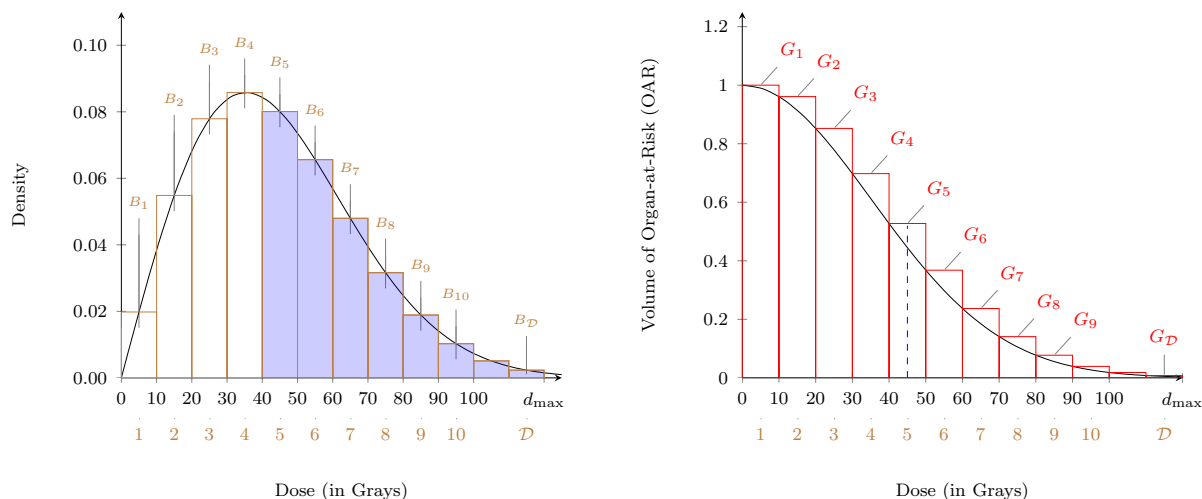 0.10
0.08
0.06
0.04
0.02
0.00
Density
B1
B2
B3
B4
B5
B6
B7
B8
B9
B10
B𝒟
0 10 20 30 40 50 60 70 80 90 100 dmax
1 2 3 4 5 6 7 8 9 10 𝒟
Dose (in Grays)
1.2
1
0.8
0.6
0.4
0.2
0
Volume of Organ-at-Risk (OAR)
G1
G2
G3
G4
G5
G6
G7
G8
G9
G𝒟
0 10 20 30 40 50 60 70 80 90 100 dmax
1 2 3 4 5 6 7 8 9 10 𝒟
Dose (in Grays)